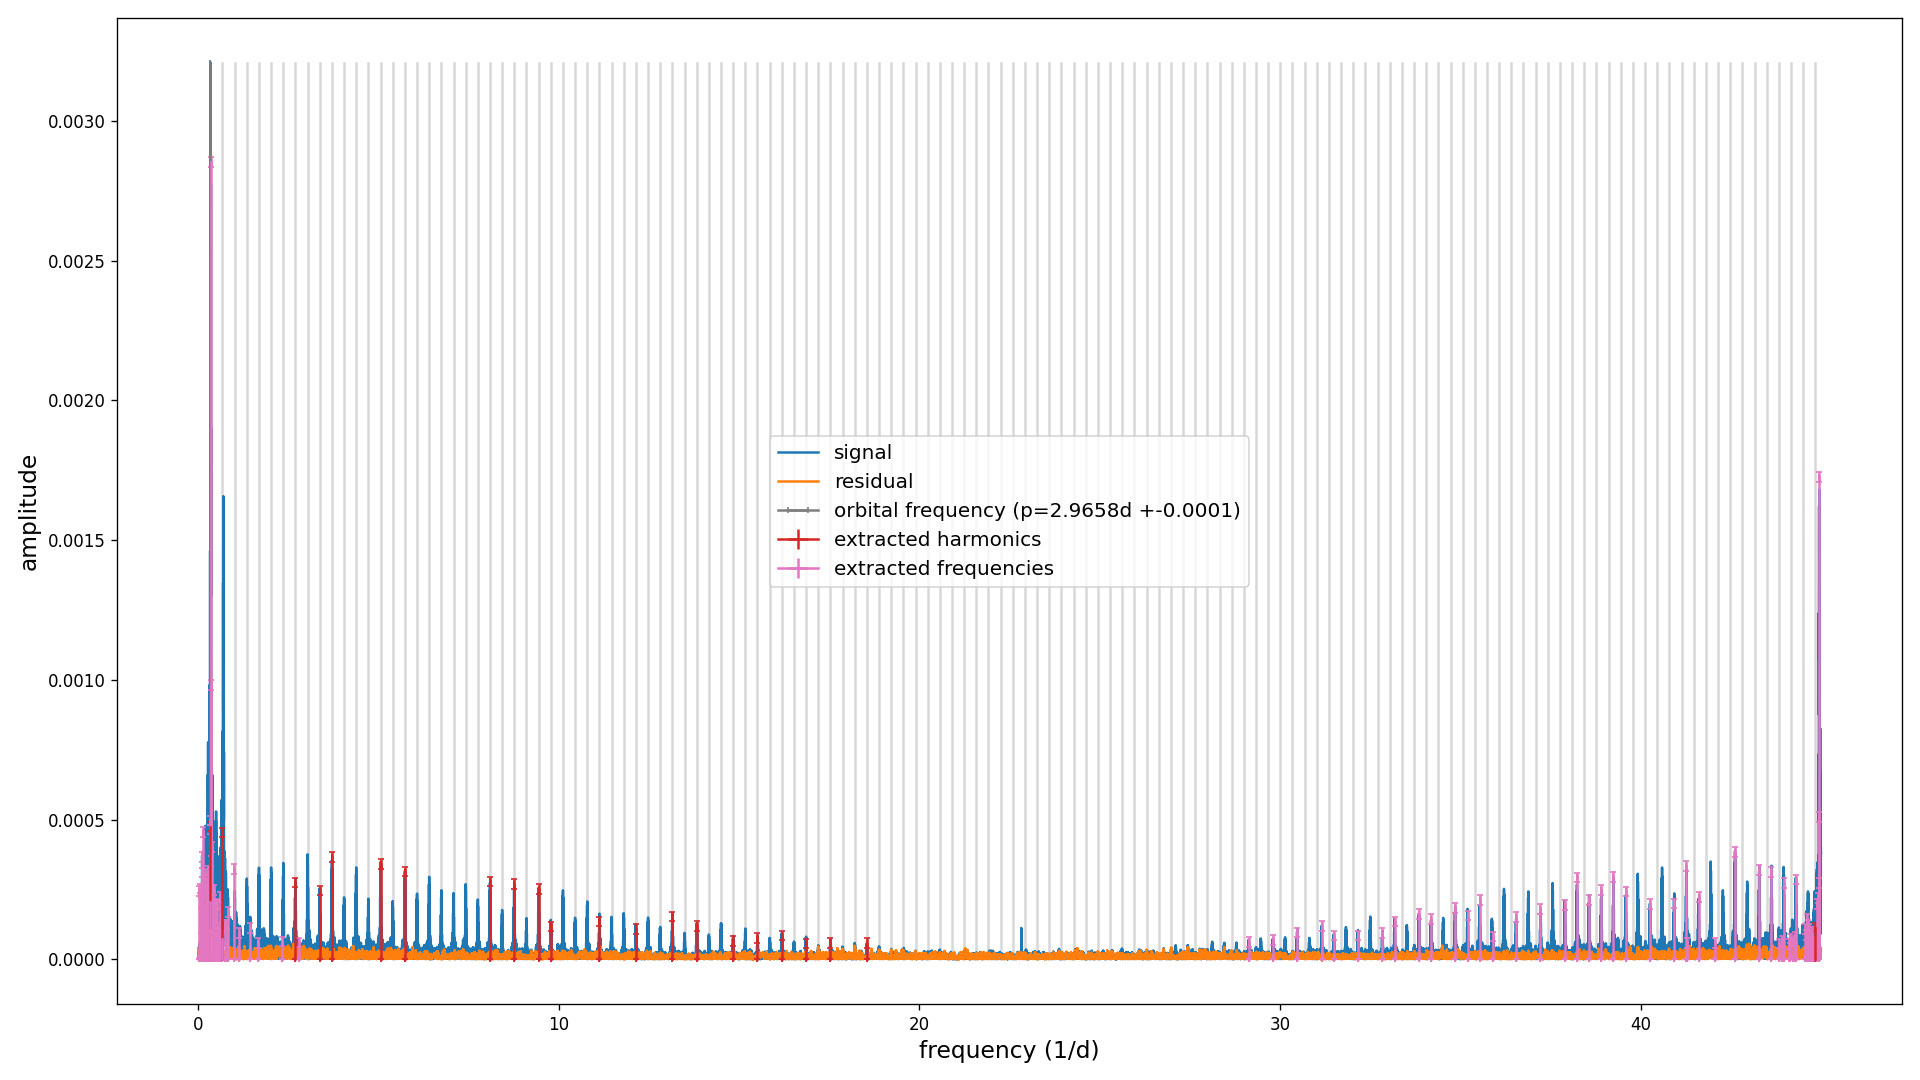 0.0030
0.0025
0.0020
0.0015
0.0010
0.0005
0.0000
amplitude
signal
residual
orbital frequency (p=2.9658d +-0.0001)
extracted harmonics
extracted frequencies
0 10 20 30 40
frequency (1/d)